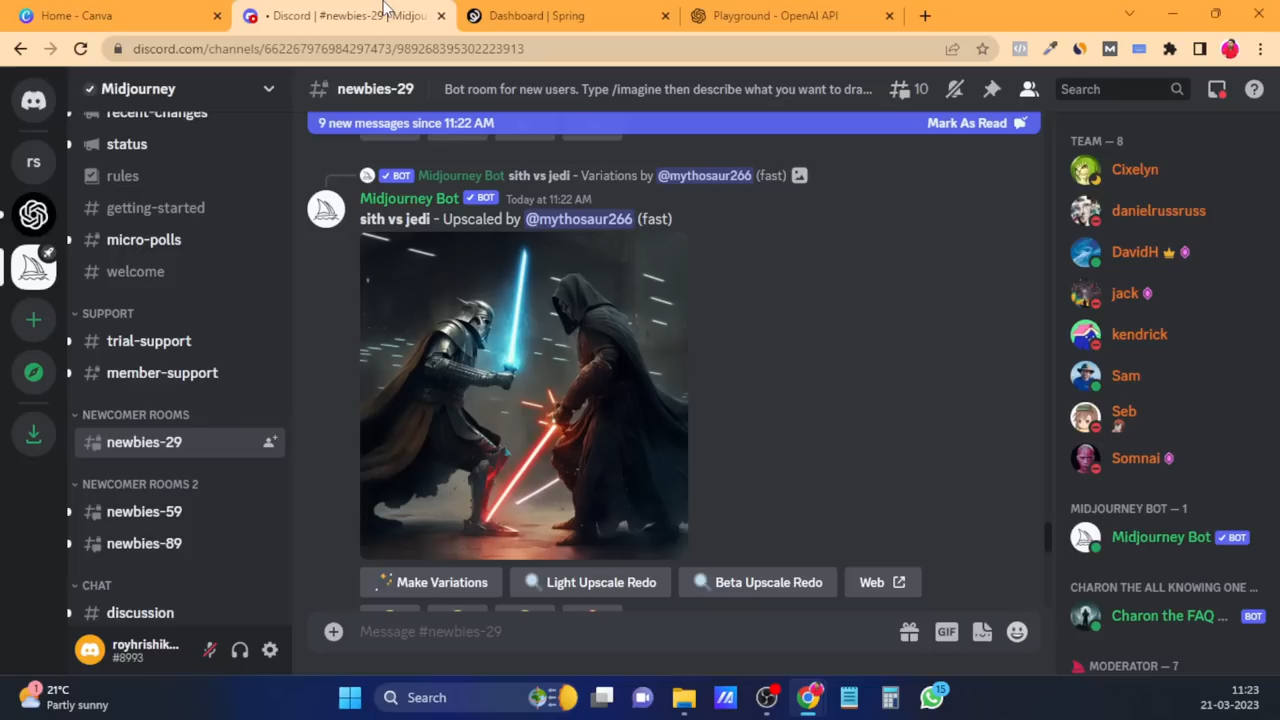 Home - Canva
• Discord | #newbies-29 | Midjou
Dashboard | Spring
Playground - OpenAI API
discord.com/channels/662267976984297473/989268395302223913
Midjourney
newbies-29
Bot room for new users. Type /imagine then describe what you want to dra...
10
Search
9 new messages since 11:22 AM
Mark As Read
recent-changes
status
rules
getting-started
micro-polls
welcome
SUPPORT
trial-support
member-support
NEWCOMER ROOMS
newbies-29
NEWCOMER ROOMS 2
newbies-59
newbies-89
CHAT
discussion
royhrishik...
#8993
rs
BOT Midjourney Bot sith vs jedi - Variations by @mythosaur266 (fast)
Midjourney Bot BOT Today at 11:22 AM
sith vs jedi - Upscaled by @mythosaur266 (fast)
Make Variations
Light Upscale Redo
Beta Upscale Redo
Web
Message #newbies-29
GIF
TEAM — 8
Cixelyn
danielrussruss
DavidH
jack
kendrick
Sam
Seb
Somnai
MIDJOURNEY BOT — 1
Midjourney Bot BOT
CHARON THE ALL KNOWING ONE ...
Charon the FAQ ... BOT
MODERATOR — 7
1
21°C
Partly sunny
Search
15
11:23
21-03-2023